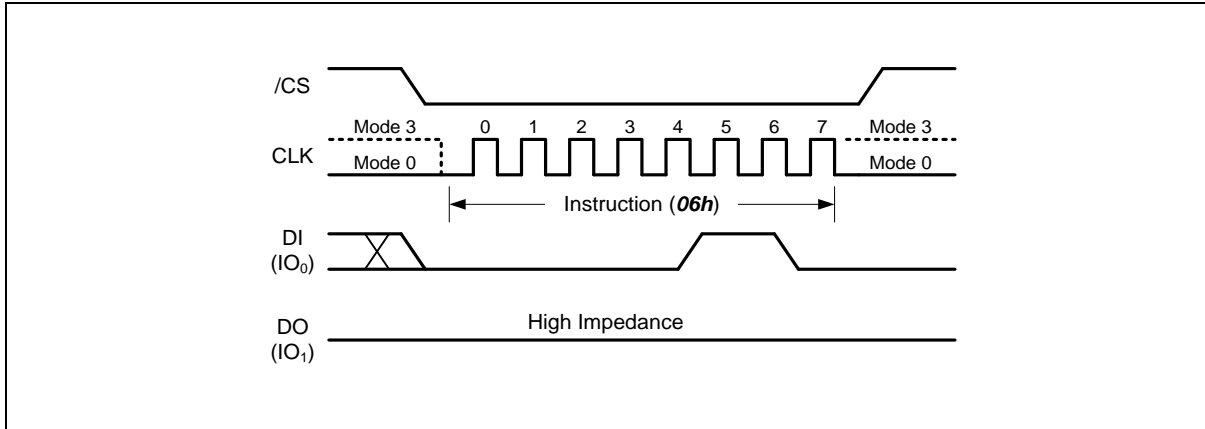 /CS
Mode 3 0 1 2 3 4 5 6 7 Mode 3
CLK
Mode 0 Mode 0
Instruction (06h)
DI
(IO₀)
High Impedance
DO
(IO₁)